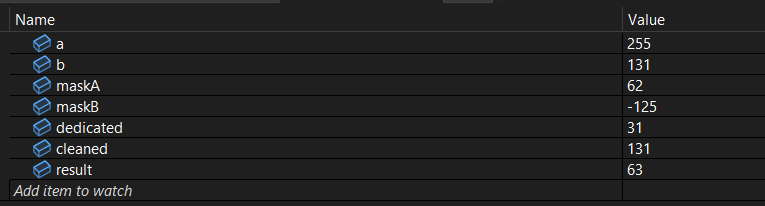 Name Value
a 255
b 131
maskA 62
maskB -125
dedicated 31
cleaned 131
result 63
Add item to watch